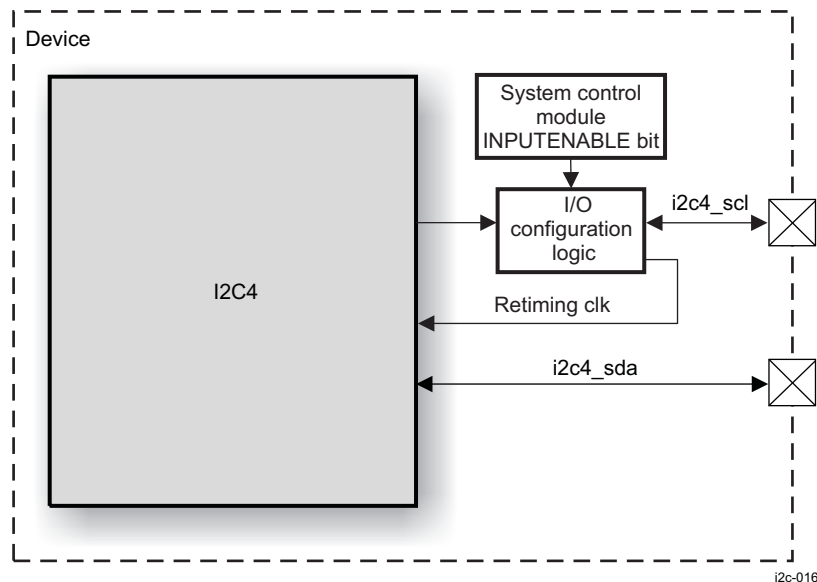 Device
System control
module
INPUTENABLE bit
I/O
configuration
logic
i2c4_scl
I2C4
Retiming clk
i2c4_sda
i2c-016